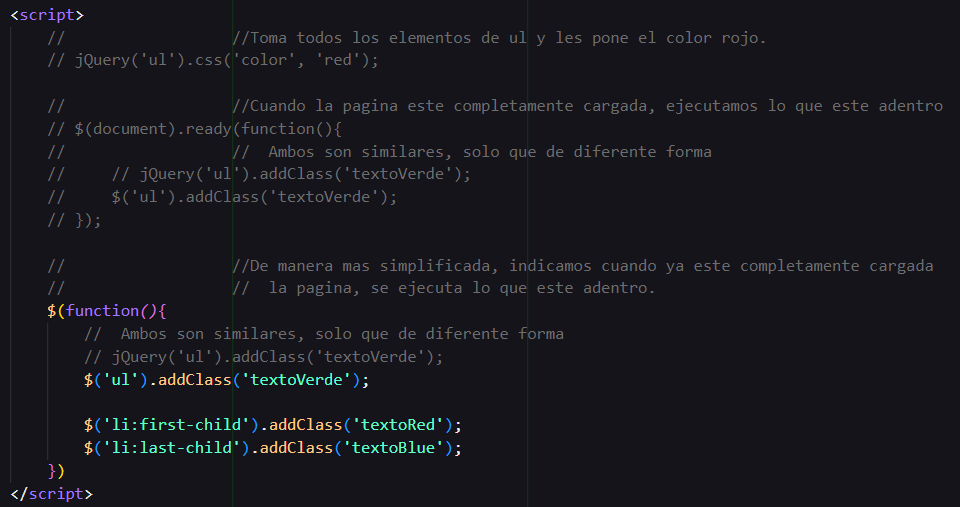 <script>
    //                  //Toma todos los elementos de ul y les pone el color rojo.
    // jQuery('ul').css('color', 'red');

    //                  //Cuando la pagina este completamente cargada, ejecutamos lo que este adentro
    // $(document).ready(function(){
    //                  //  Ambos son similares, solo que de diferente forma
    //     // jQuery('ul').addClass('textoVerde');
    //     $('ul').addClass('textoVerde');
    // });

    //                  //De manera mas simplificada, indicamos cuando ya este completamente cargada
    //                  //  la pagina, se ejecuta lo que este adentro.
    $(function(){
        //  Ambos son similares, solo que de diferente forma
        // jQuery('ul').addClass('textoVerde');
        $('ul').addClass('textoVerde');

        $('li:first-child').addClass('textoRed');
        $('li:last-child').addClass('textoBlue');
    })
</script>